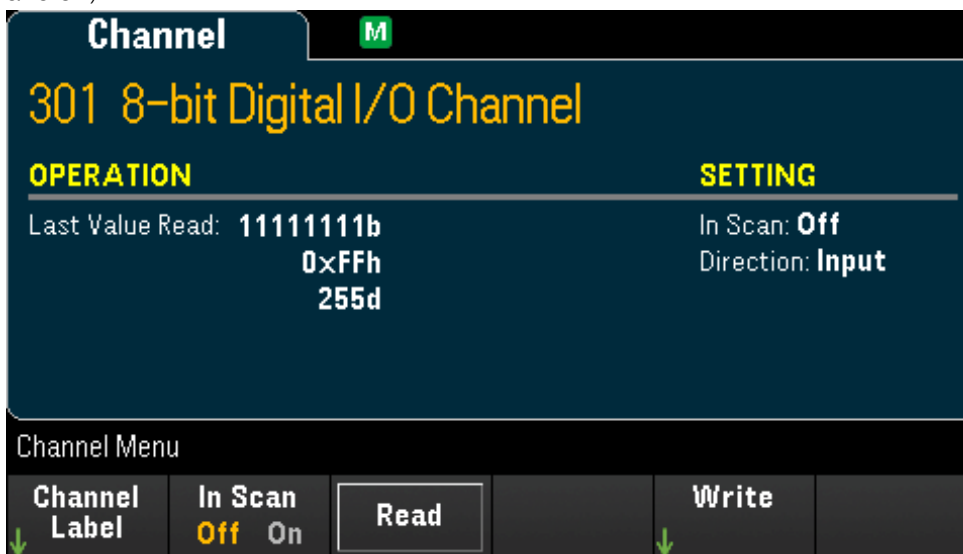 Channel M
301 8-bit Digital I/O Channel
OPERATION SETTING
Last Value Read: 11111111b In Scan: Off
0xFFh Direction: Input
255d
Channel Menu
Channel In Scan Read Write
Label Off On